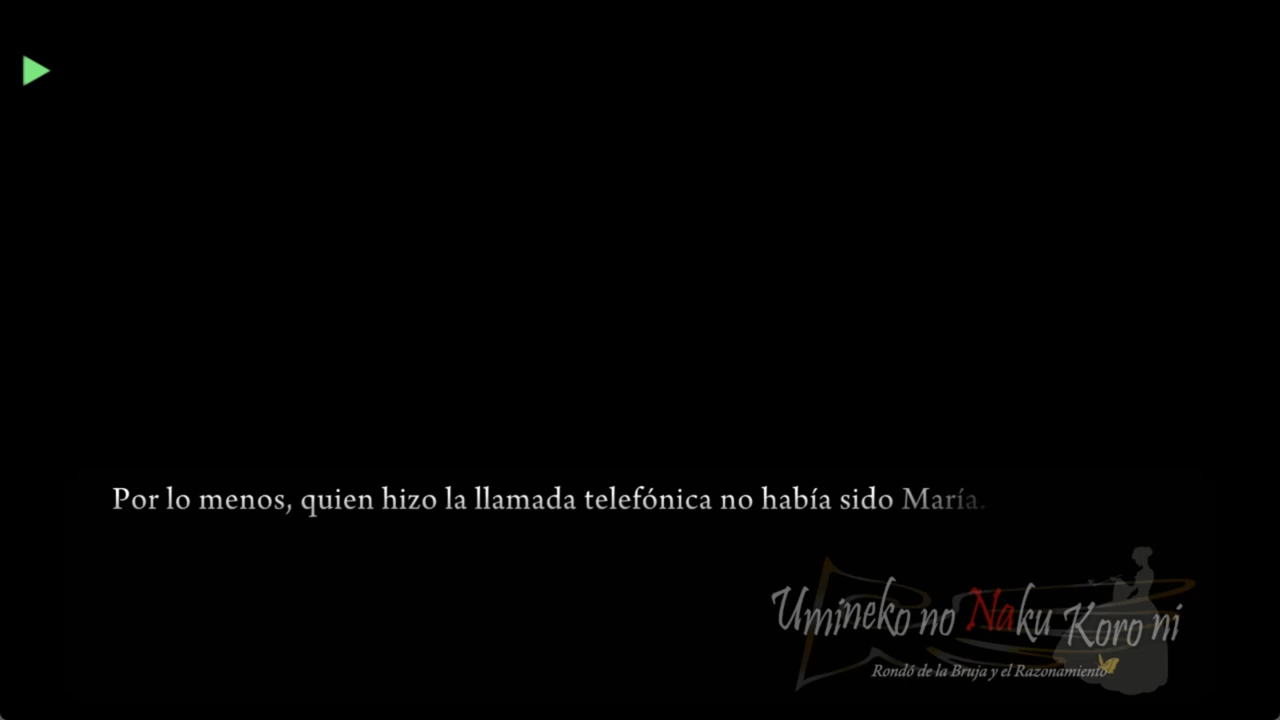 Por lo menos, quien hizo la llamada telefónica no había sido María.
Umineko no Naku Koro ni
Rondó de la Bruja y el Razonamiento